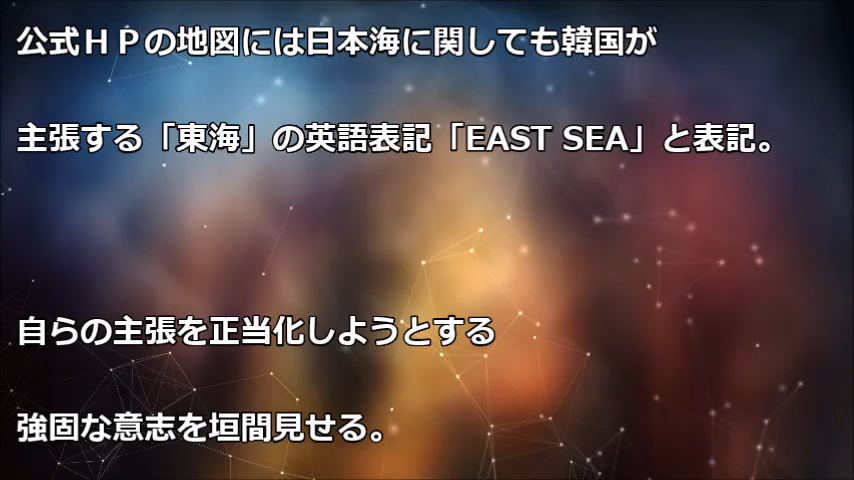 公式ＨＰの地図には日本海に関しても韓国が
主張する「東海」の英語表記「EAST SEA」と表記。
自らの主張を正当化しようとする
強固な意志を垣間見せる。